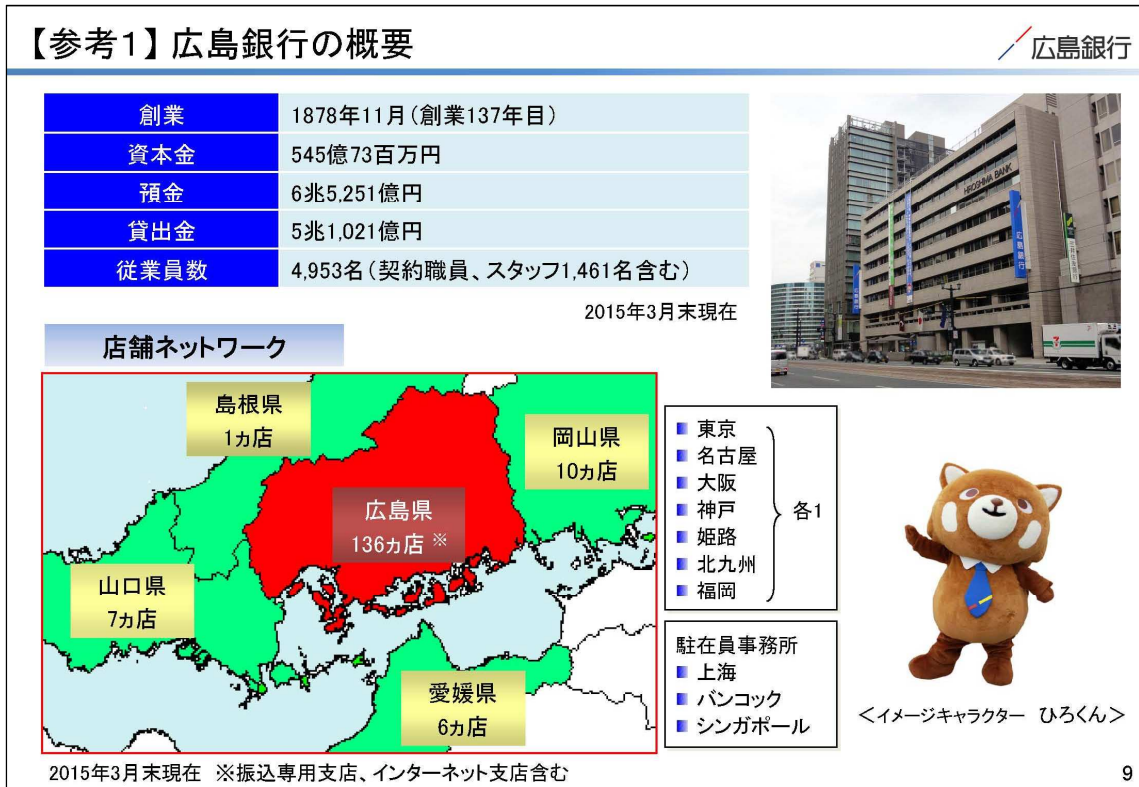 【参考1】広島銀行の概要
広島銀行
創業 1878年11月(創業137年目)
資本金 545億73百万円
預金 6兆5,251億円
貸出金 5兆1,021億円
従業員数 4,953名(契約職員、スタッフ1,461名含む)
2015年3月末現在
HIROSHIMA BANK
広島銀行
店舗ネットワーク
島根県
1ヵ店
岡山県
10ヵ店
広島県
136ヵ店 ※
山口県
7ヵ店
愛媛県
6ヵ店
東京
名古屋
大阪
神戸
姫路
北九州
福岡
各1
駐在員事務所
上海
バンコック
シンガポール
<イメージキャラクター ひろくん>
2015年3月末現在 ※振込専用支店、インターネット支店含む
9